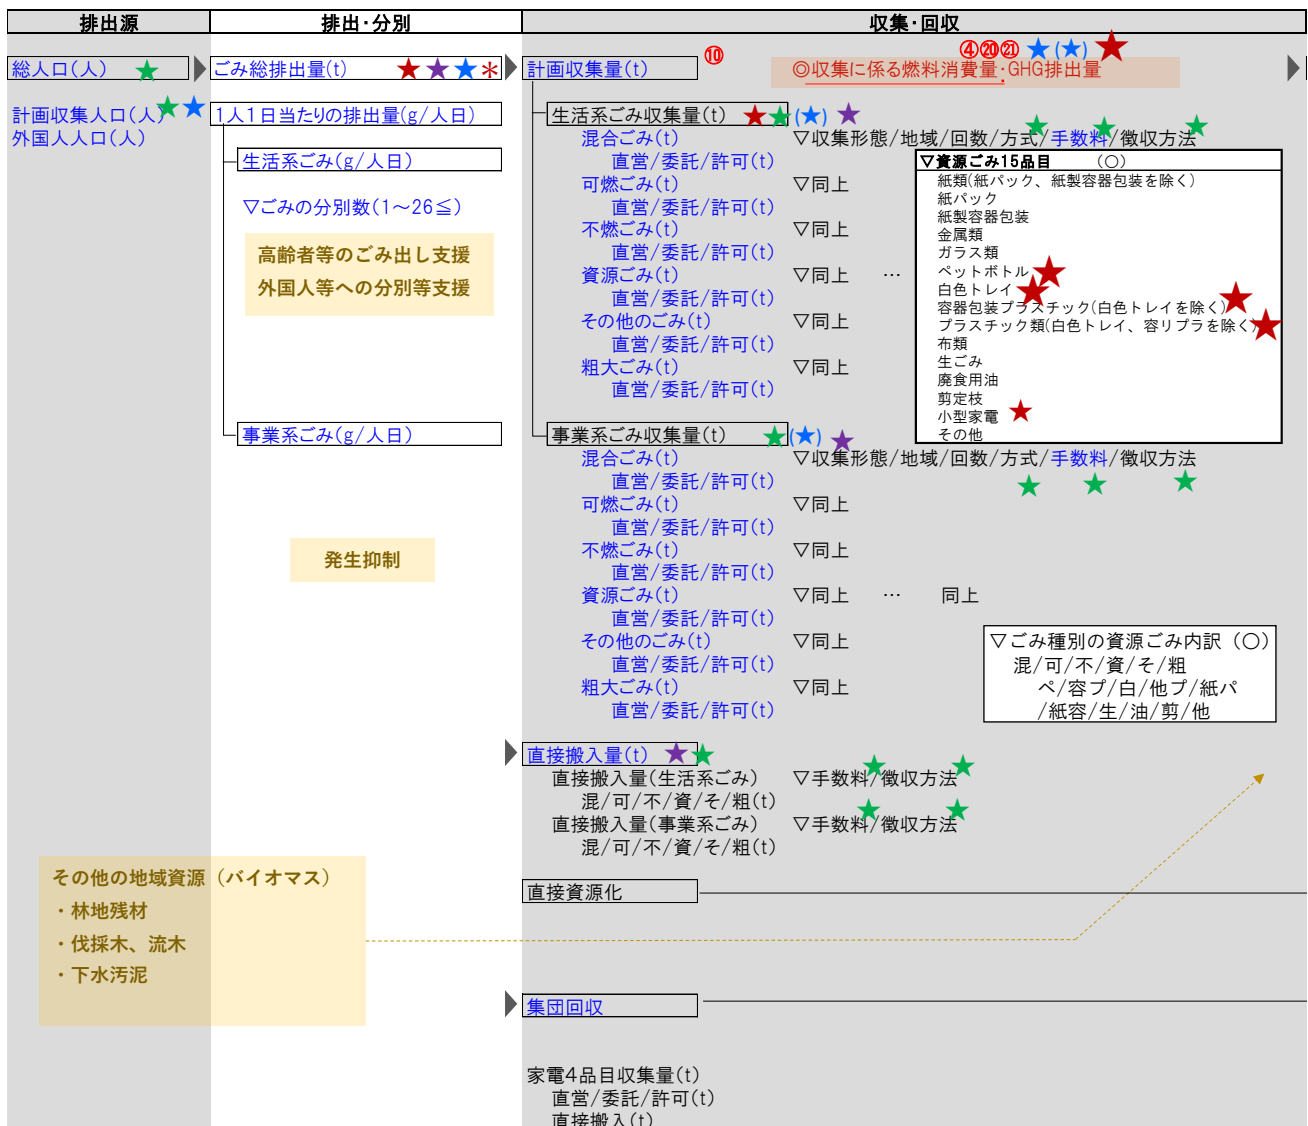 排出源
排出・分別
収集・回収
総人口(人) ★
計画収集人口(人)★★
外国人人口(人)
ごみ総排出量(t) ★★★＊
1人1日当たりの排出量(g/人日)
生活系ごみ(g/人日)
▽ごみの分別数(1～26≦)
高齢者等のごみ出し支援
外国人等への分別等支援
事業系ごみ(g/人日)
発生抑制
計画収集量(t) ⑩
④⑳㉑ ★(★) ★
◎収集に係る燃料消費量・GHG排出量
生活系ごみ収集量(t) ★★(★) ★
混合ごみ(t) ▽収集形態/地域/回数/方式/手数料/徴収方法
直営/委託/許可(t)
可燃ごみ(t) ▽同上
直営/委託/許可(t)
不燃ごみ(t) ▽同上
直営/委託/許可(t)
資源ごみ(t) ▽同上 …
直営/委託/許可(t)
その他のごみ(t) ▽同上
直営/委託/許可(t)
粗大ごみ(t) ▽同上
直営/委託/許可(t)
▽資源ごみ15品目 (〇)
紙類(紙パック、紙製容器包装を除く)
紙パック
紙製容器包装
金属類
ガラス類
ペットボトル★
白色トレイ★
容器包装プラスチック(白色トレイを除く)★
プラスチック類(白色トレイ、容リプラを除く)★
布類
生ごみ
廃食用油
剪定枝
小型家電 ★
その他
事業系ごみ収集量(t) ★(★) ★
混合ごみ(t) ▽収集形態/地域/回数/方式/手数料/徴収方法
直営/委託/許可(t)
可燃ごみ(t) ▽同上
直営/委託/許可(t)
不燃ごみ(t) ▽同上
直営/委託/許可(t)
資源ごみ(t) ▽同上 … 同上
直営/委託/許可(t)
その他のごみ(t) ▽同上
直営/委託/許可(t)
粗大ごみ(t) ▽同上
直営/委託/許可(t)
▽ごみ種別の資源ごみ内訳（〇）
混/可/不/資/そ/粗
ペ/容プ/白/他プ/紙パ
/紙容/生/油/剪/他
直接搬入量(t) ★★
直接搬入量(生活系ごみ) ▽手数料/徴収方法
混/可/不/資/そ/粗(t)
直接搬入量(事業系ごみ) ▽手数料/徴収方法
混/可/不/資/そ/粗(t)
その他の地域資源（バイオマス）
・林地残材
・伐採木、流木
・下水汚泥
直接資源化
集団回収
家電4品目収集量(t)
直営/委託/許可(t)
直接搬入(t)